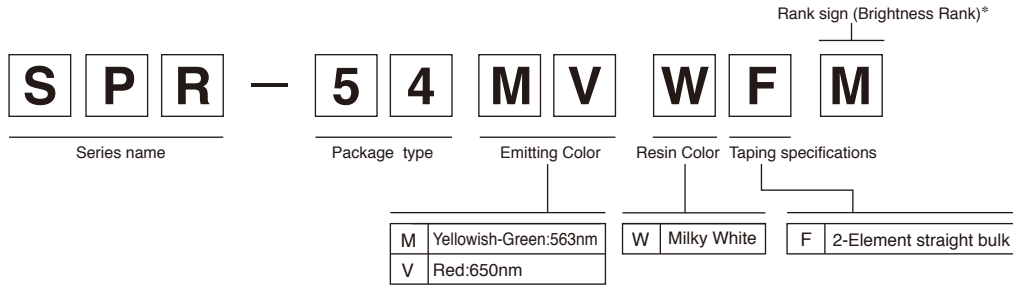 Rank sign (Brightness Rank)*
S P R — 5 4 M V W F M
Series name Package type Emitting Color Resin Color Taping specifications
M Yellowish-Green:563nm W Milky White F 2-Element straight bulk
V Red:650nm